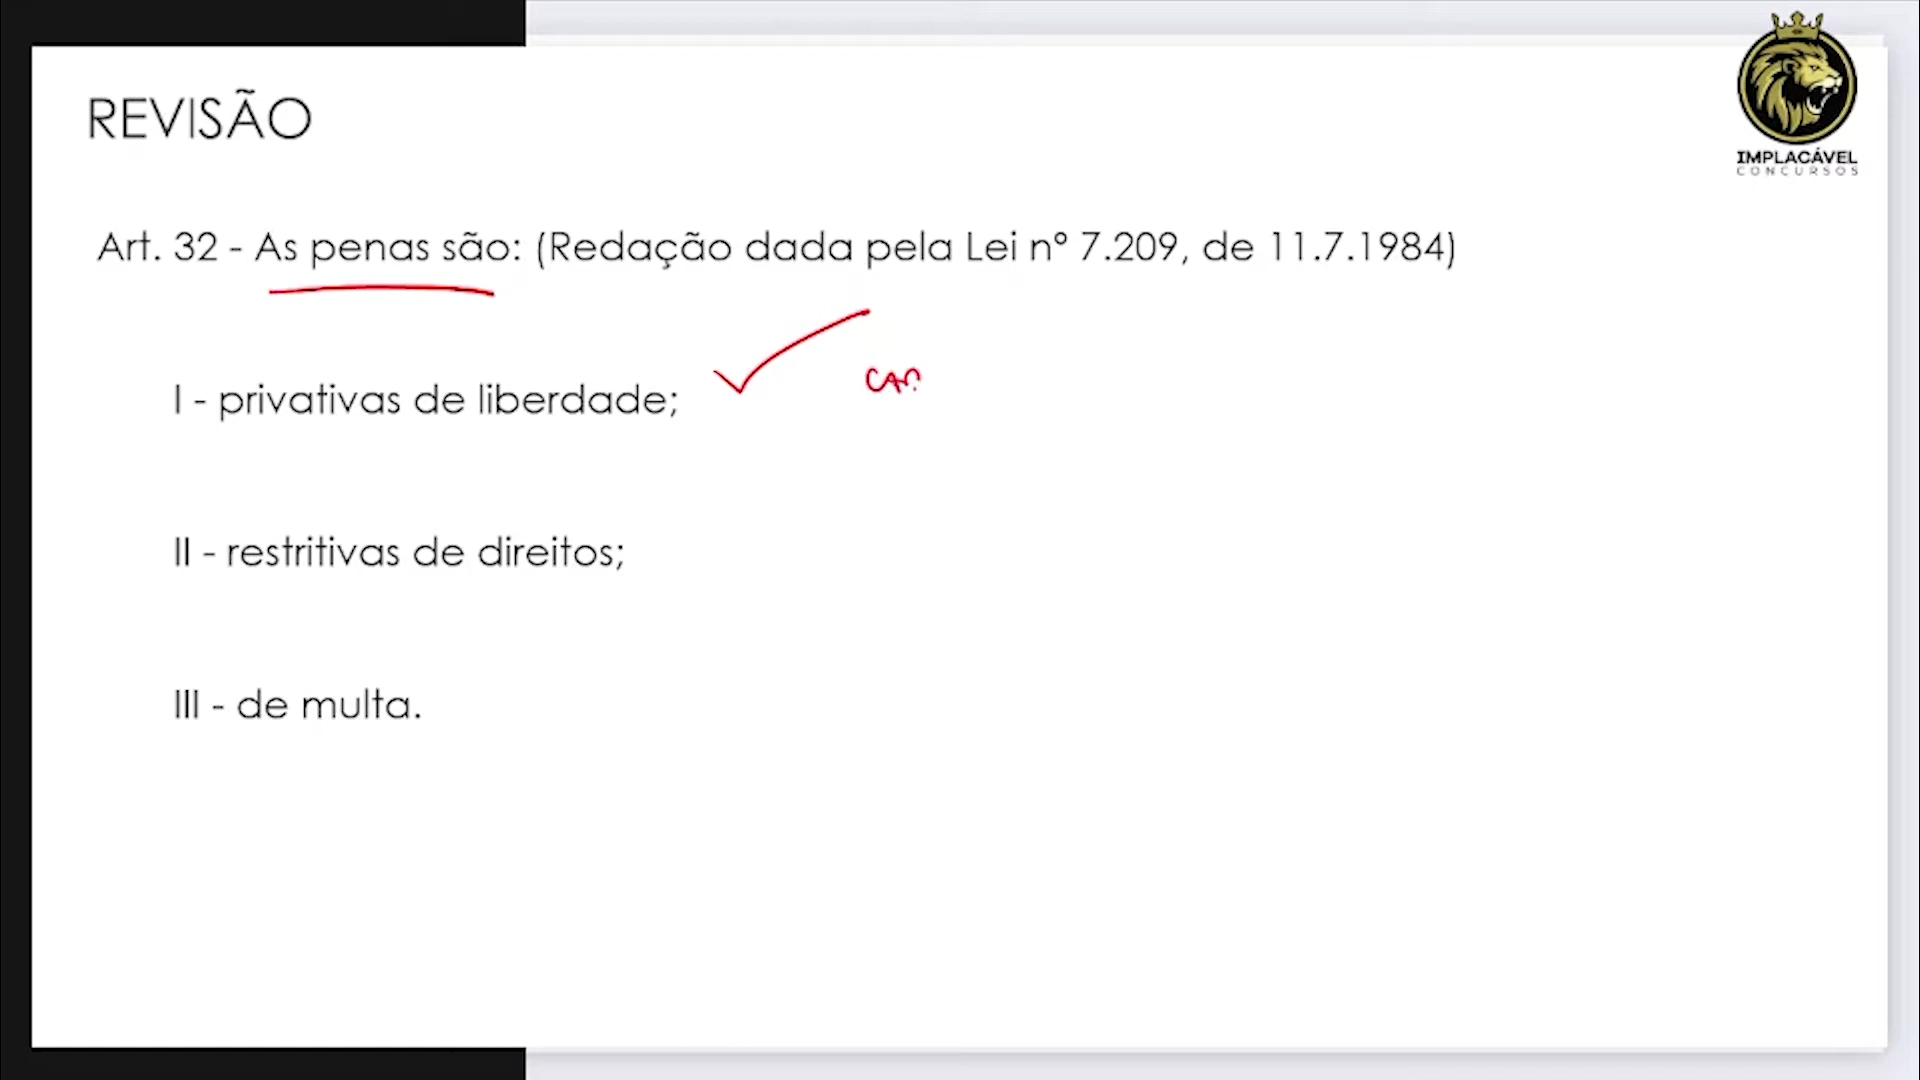 REVISÃO
IMPLACÁVEL
CONCURSOS
Art. 32 - As penas são: (Redação dada pela Lei nº 7.209, de 11.7.1984)
I - privativas de liberdade;
II - restritivas de direitos;
III - de multa.